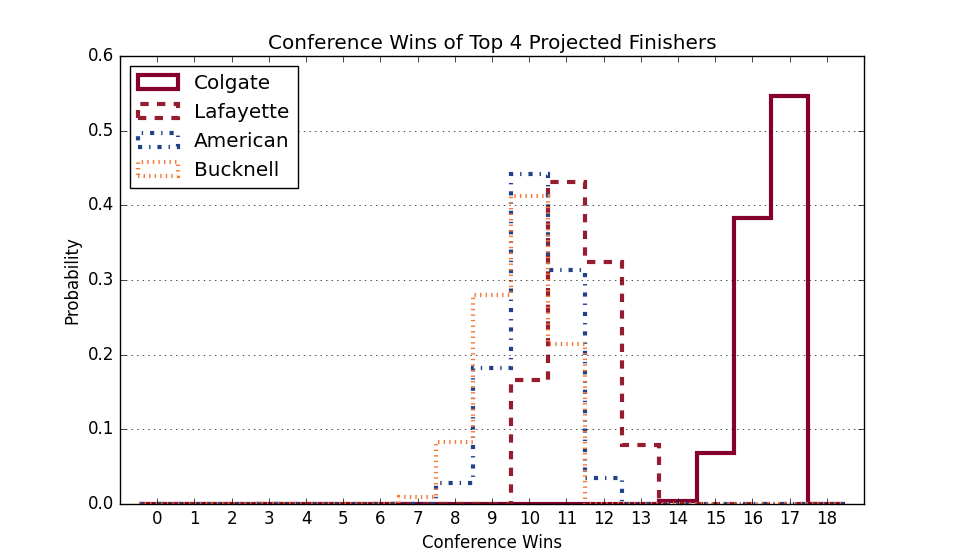 Conference Wins of Top 4 Projected Finishers
0.6
0.5
0.4
0.3
0.2
0.1
0.0
Probability
Colgate
Lafayette
American
Bucknell
0 1 2 3 4 5 6 7 8 9 10 11 12 13 14 15 16 17 18
Conference Wins